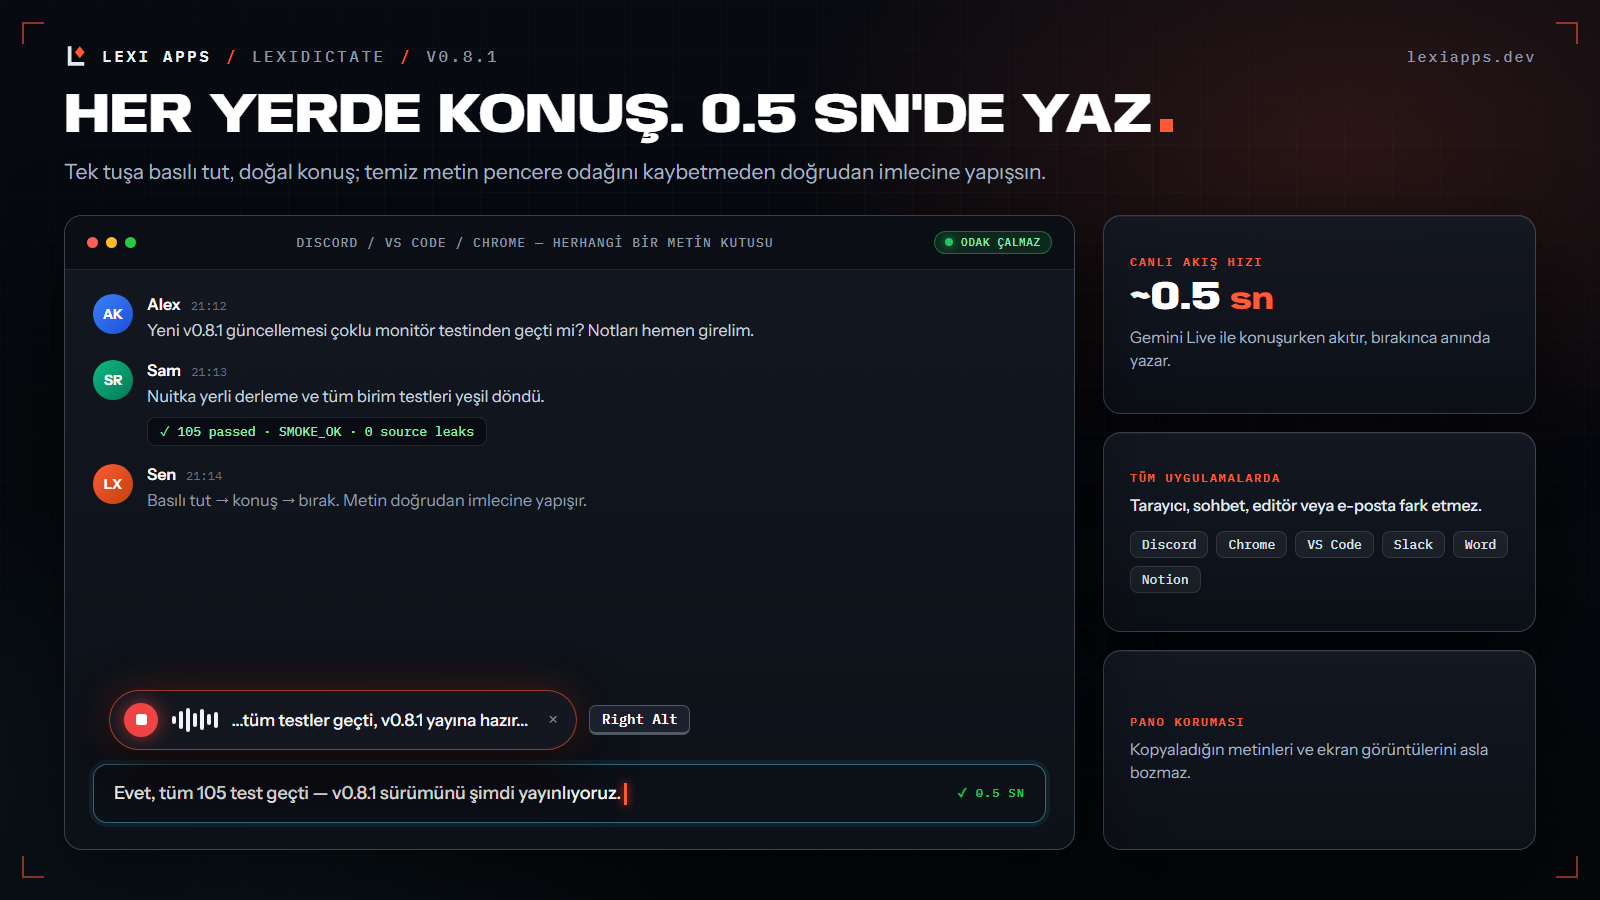 LEXI APPS / LEXIDICTATE / V0.8.1
lexiapps.dev
HER YERDE KONUŞ. 0.5 SN'DE YAZ.
Tek tuşa basılı tut, doğal konuş; temiz metin pencere odağını kaybetmeden doğrudan imlecine yapışsın.
DISCORD / VS CODE / CHROME — HERHANGİ BİR METİN KUTUSU
ODAK ÇALMAZ
AK
Alex 21:12
Yeni v0.8.1 güncellemesi çoklu monitör testinden geçti mi? Notları hemen girelim.
SR
Sam 21:13
Nuitka yerli derleme ve tüm birim testleri yeşil döndü.
✓ 105 passed · SMOKE_OK · 0 source leaks
LX
Sen 21:14
Basılı tut → konuş → bırak. Metin doğrudan imlecine yapışır.
...tüm testler geçti, v0.8.1 yayına hazır... ×
Right Alt
Evet, tüm 105 test geçti — v0.8.1 sürümünü şimdi yayınlıyoruz.
✓ 0.5 SN
CANLI AKIŞ HIZI
~0.5 sn
Gemini Live ile konuşurken akıtır, bırakınca anında
yazar.
TÜM UYGULAMALARDA
Tarayıcı, sohbet, editör veya e-posta fark etmez.
Discord Chrome VS Code Slack Word
Notion
PANO KORUMASI
Kopyaladığın metinleri ve ekran görüntülerini asla
bozmaz.